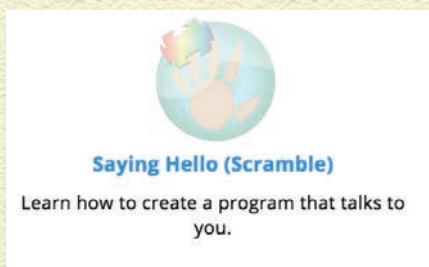 Saying Hello (Scramble)
Learn how to create a program that talks to
you.